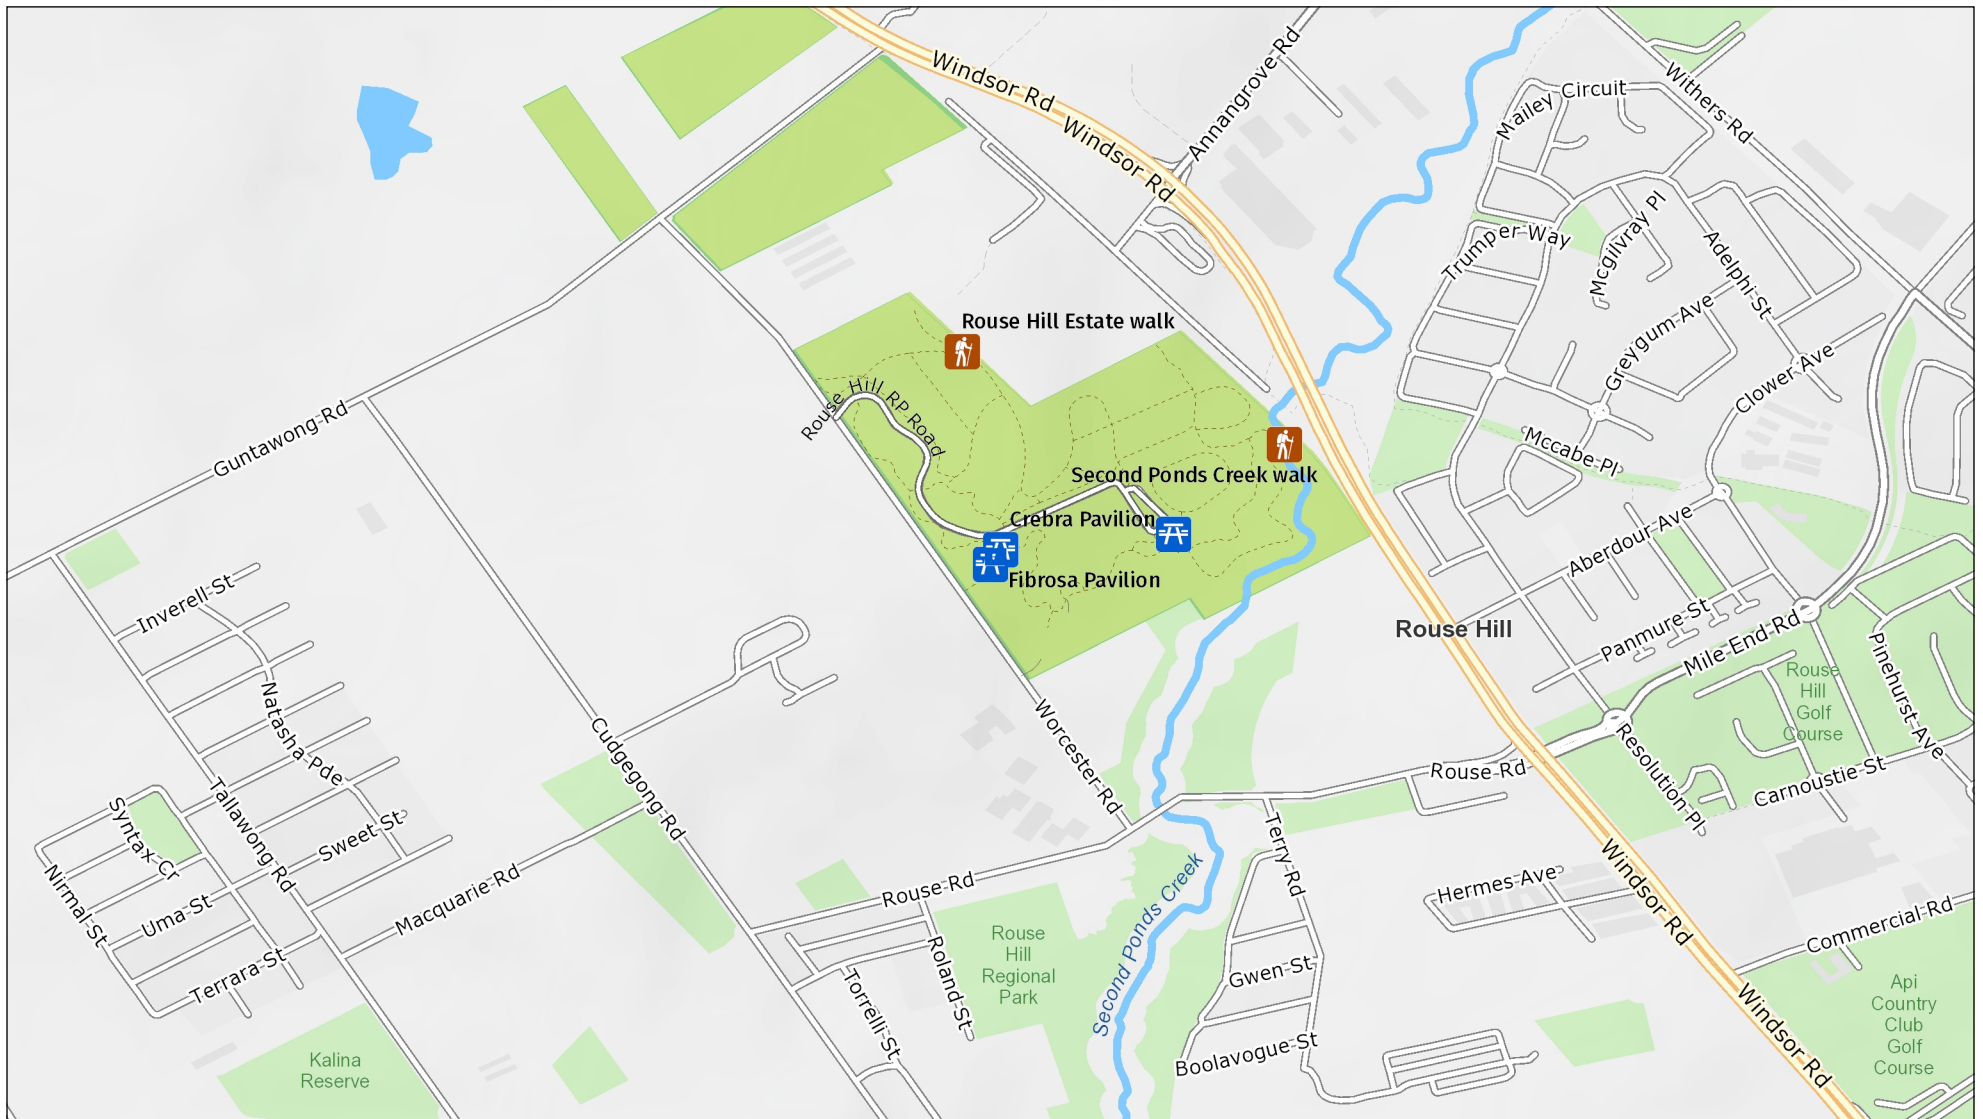 Windsor Rd
Windsor Rd
Annangrove-Rd
Withers-Rd
Mailey Circuit
Trumper-Way
Mcgilvray Pl
Adelphi-St
Greygum-Ave
Clower Ave
Rouse Hill Estate walk
Rouse Hill-RP-Road
Guntawong-Rd
Second Ponds Creek walk
Mccabe-Pl
Crebra Pavilion
Aberdour Ave
Fibrosa Pavilion
Inverell-St
Rouse Hill
Panmure-St
Mile End-Rd
Pinehurst-Ave
Rouse
Hill
Golf
Course
Natasha Pde
Cudgegong-Rd
Worcester-Rd
Resolution-Pl
Rouse-Rd
Carnoustie-St
Tallawong Rd
Syntax-Cr
Sweet-St
Terry-Rd
Nirmal-St
Uma-St
Macquarie-Rd
Rouse-Rd
Second Ponds Creek
Hermes-Ave
Windsor Rd
Commercial-Rd
Terrara-St
Rouse
Hill
Regional
Park
Roland-St
Torrelli-St
Gwen-St
Api
Country
Club
Golf
Course
Windsor Rd
Boolavogue-St
Kalina
Reserve